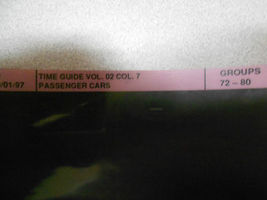 TIME GUIDE VOL. 02 COL. 7
/01/97 PASSENGER CARS
GROUPS
72 – 80